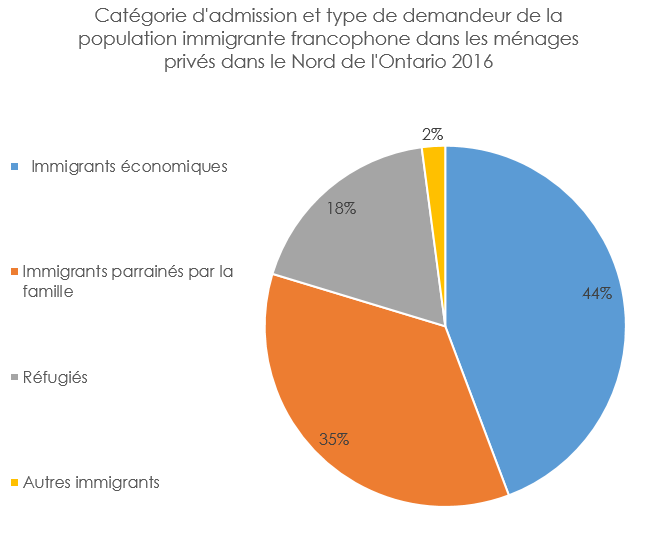 Catégorie d'admission et type de demandeur de la
population immigrante francophone dans les ménages
privés dans le Nord de l'Ontario 2016
2%
Immigrants économiques
18%
Immigrants parrainés par la
famille
44%
Réfugiés
35%
Autres immigrants